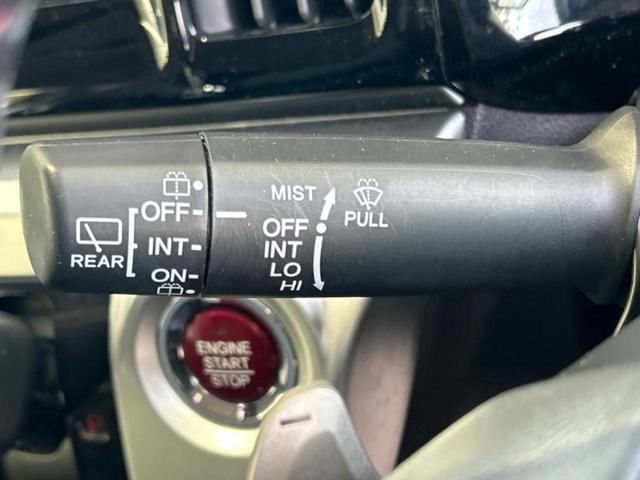 OFF
INT
ON
REAR
MIST
OFF
INT
LO
HI
PULL
ENGINE
START
STOP